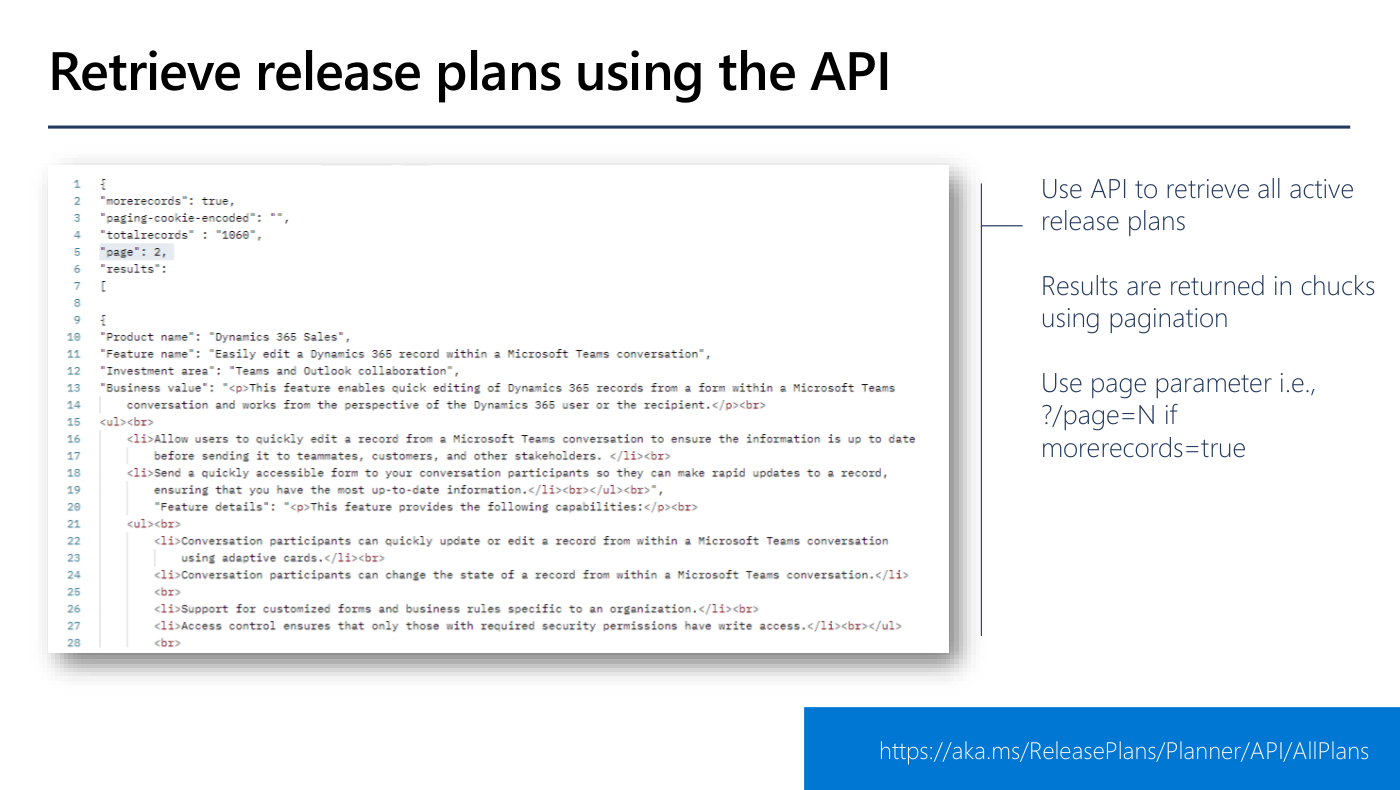 Retrieve release plans using the API
1 {
2 "morerecords": true,
3 "paging-cookie-encoded": "",
4 "totalrecords" : "1060",
5 "page": 2,
6 "results":
7 [
8
9 {
10 "Product name": "Dynamics 365 Sales",
11 "Feature name": "Easily edit a Dynamics 365 record within a Microsoft Teams conversation",
12 "Investment area": "Teams and Outlook collaboration",
13 "Business value": "<p>This feature enables quick editing of Dynamics 365 records from a form within a Microsoft Teams
14 conversation and works from the perspective of the Dynamics 365 user or the recipient.</p><br>
15 <ul><br>
16 <li>Allow users to quickly edit a record from a Microsoft Teams conversation to ensure the information is up to date
17 before sending it to teammates, customers, and other stakeholders. </li><br>
18 <li>Send a quickly accessible form to your conversation participants so they can make rapid updates to a record,
19 ensuring that you have the most up-to-date information.</li><br></ul><br>",
20 "Feature details": "<p>This feature provides the following capabilities:</p><br>
21 <ul><br>
22 <li>Conversation participants can quickly update or edit a record from within a Microsoft Teams conversation
23 using adaptive cards.</li><br>
24 <li>Conversation participants can change the state of a record from within a Microsoft Teams conversation.</li>
25 <br>
26 <li>Support for customized forms and business rules specific to an organization.</li><br>
27 <li>Access control ensures that only those with required security permissions have write access.</li><br></ul>
28 <br>
Use API to retrieve all active
release plans
Results are returned in chucks
using pagination
Use page parameter i.e.,
?/page=N if
morerecords=true
https://aka.ms/ReleasePlans/Planner/API/AllPlans